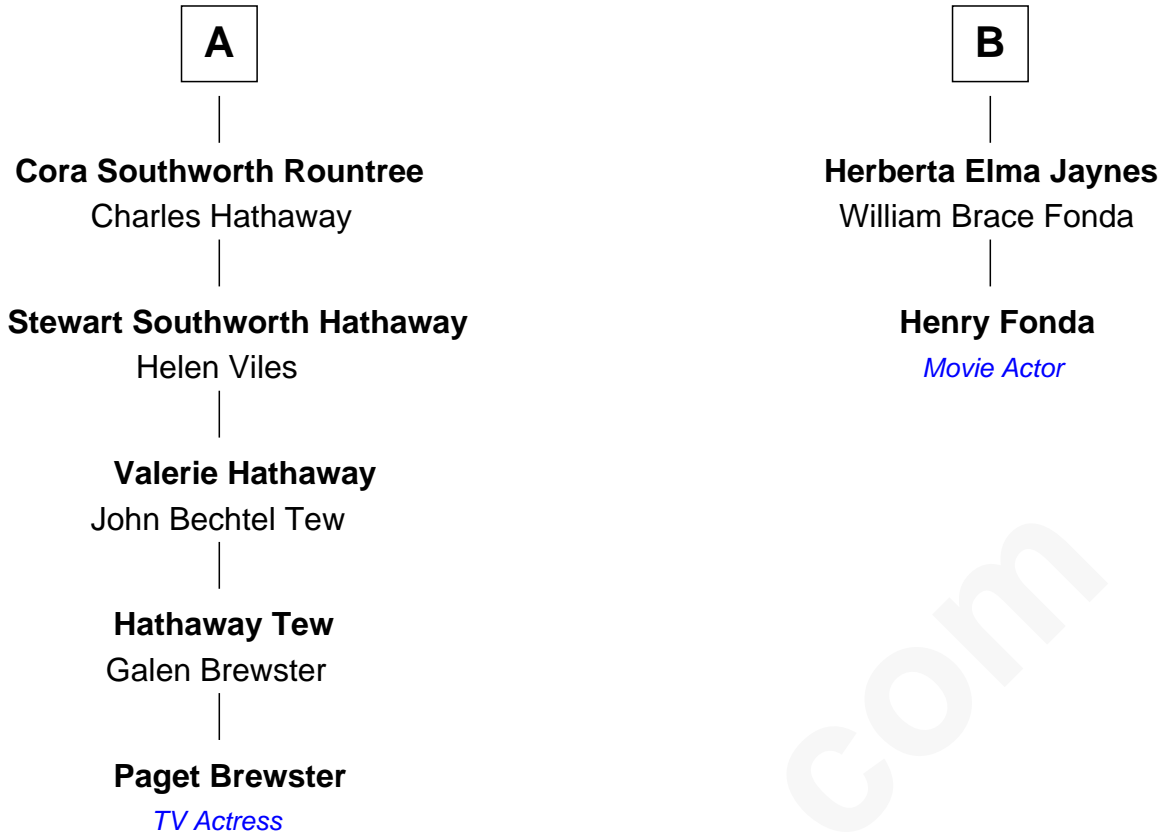 A
Cora Southworth Rountree
Charles Hathaway
Stewart Southworth Hathaway
Helen Viles
Valerie Hathaway
John Bechtel Tew
Hathaway Tew
Galen Brewster
Paget Brewster
TV Actress
B
Herberta Elma Jaynes
William Brace Fonda
Henry Fonda
Movie Actor
com